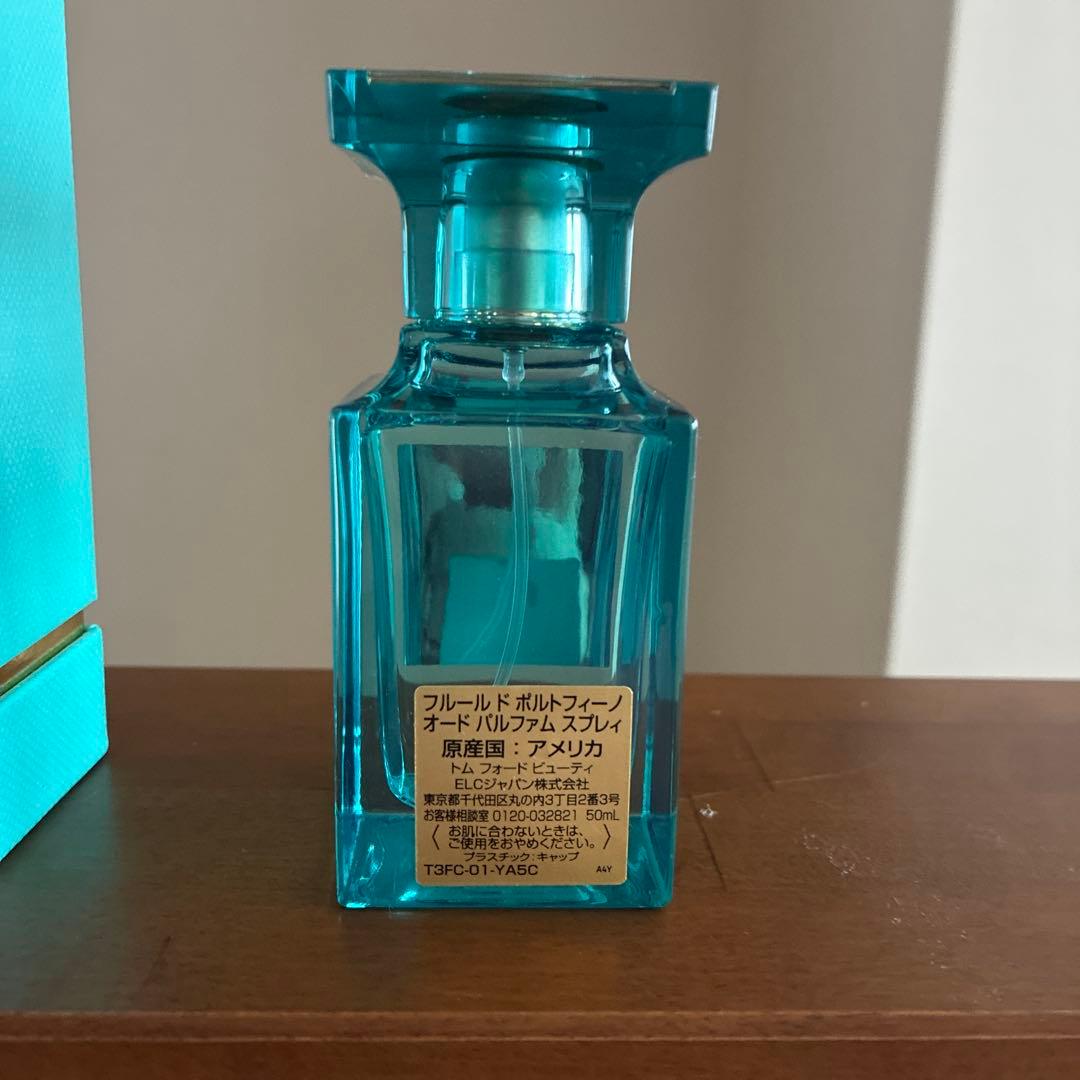 フルール ド ポルトフィーノ
オード パルファム スプレィ
原産国：アメリカ
トム フォード ビューティ
ELCジャパン株式会社
東京都千代田区丸の内3丁目2番3号
お客様相談室 0120-032821 50mL
〈お肌に合わないときは、
ご使用をおやめください。〉
プラスチック：キャップ
T3FC-01-YA5C A4Y